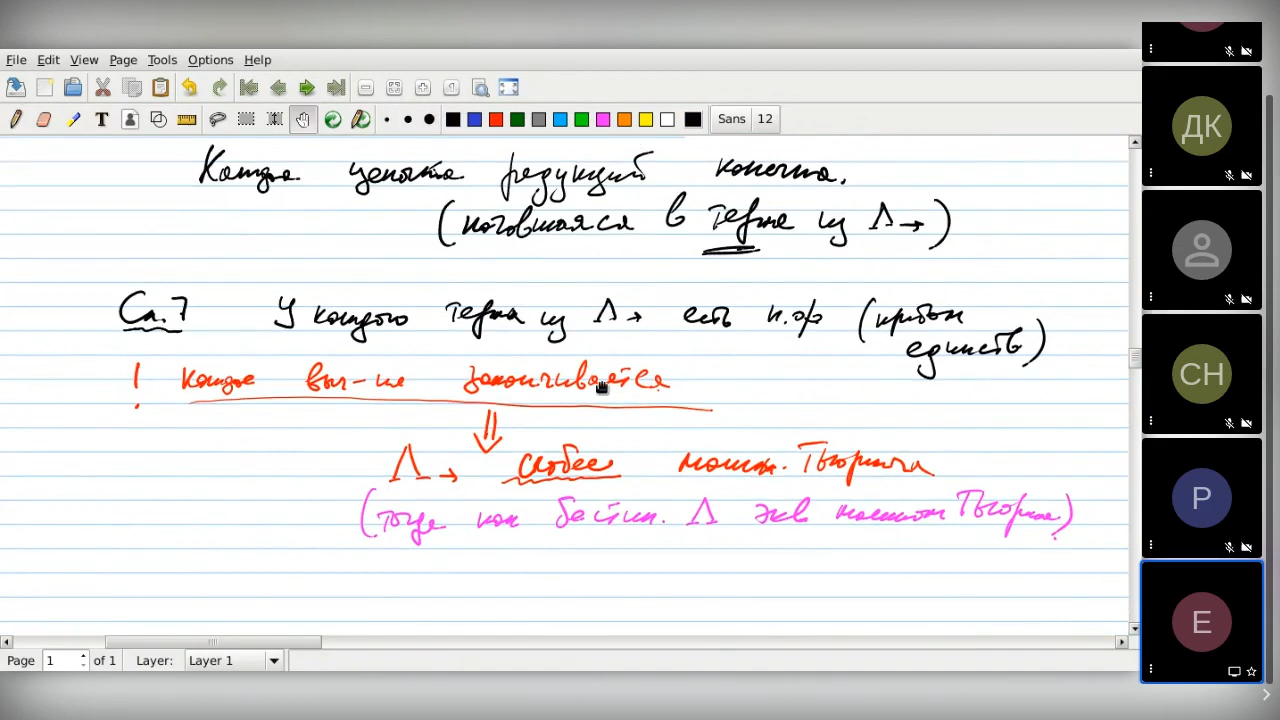 File Edit View Page Tools Options Help
Sans 12
Каждая цепочка редукций конечна.
(начавшаяся в терме из Λ→)
Сл. 7 У каждого терма из Λ→ есть н.ф (притом
единств)
! каждое выч-ие заканчивается
⇓
Λ→ слабее машин. Тьюринга
(тогда как бестип. Λ экв машинам Тьюринга)
Page 1 of 1 Layer: Layer 1
ДК
СН
Р
Е